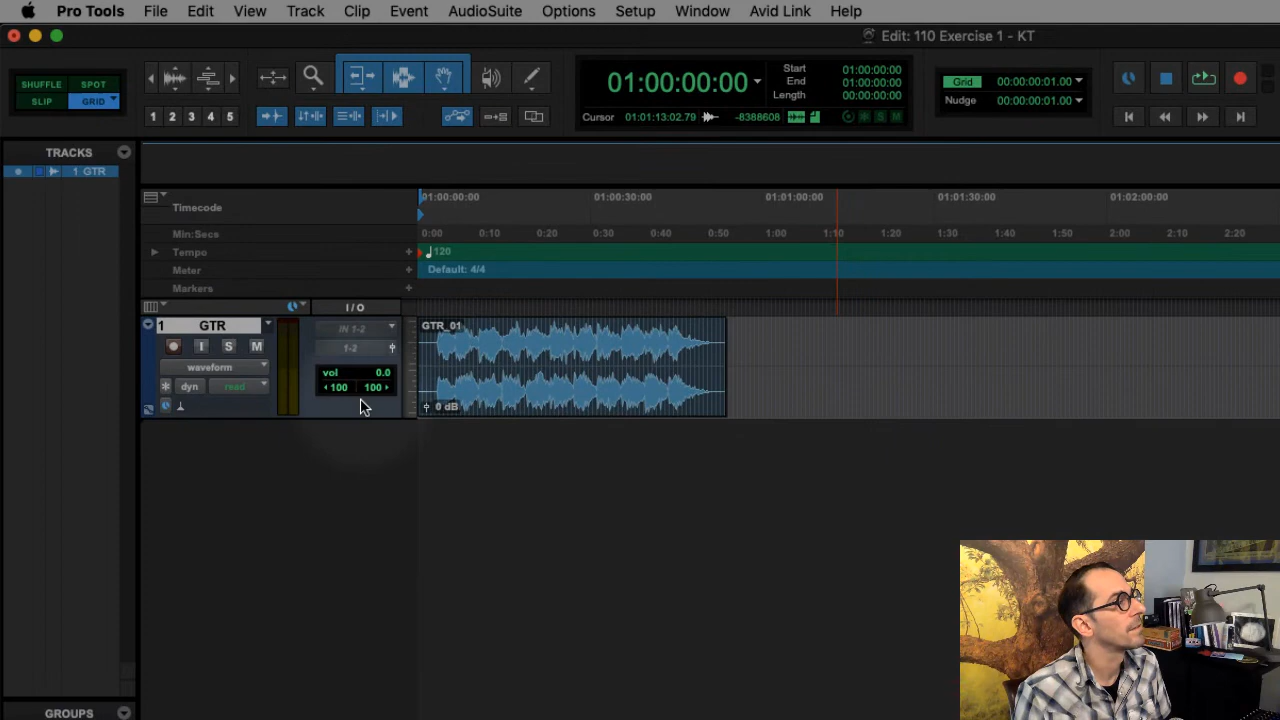 Pro Tools File Edit View Track Clip Event AudioSuite Options Setup Window Avid Link Help
Edit: 110 Exercise 1 - KT
SHUFFLE SPOT
SLIP GRID
1 2 3 4 5
01:00:00:00
Start 01:00:00:00
End 01:00:00:00
Length 00:00:00:00
Cursor 01:01:13:02.79 -8388608
S M
Grid 00:00:00:01.00
Nudge 00:00:00:01.00
TRACKS
1 GTR
Timecode 01:00:00:00 01:00:30:00 01:01:00:00 01:01:30:00 01:02:00:00
Min:Secs 0:00 0:10 0:20 0:30 0:40 0:50 1:00 1:10 1:20 1:30 1:40 1:50 2:00 2:10 2:20
Tempo + 120
Meter + Default: 4/4
Markers +
I / O
1 GTR
I S M
waveform
dyn read
IN 1-2
1-2
vol 0.0
100 100
GTR_01
0 dB
GROUPS